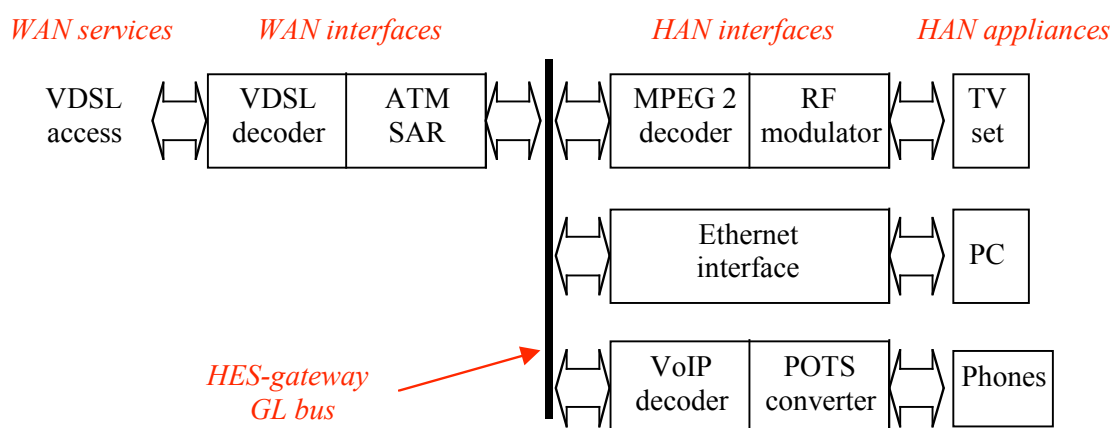 WAN services
WAN interfaces
HAN interfaces
HAN appliances
VDSL
access
VDSL
decoder
ATM
SAR
MPEG 2
decoder
RF
modulator
TV
set
Ethernet
interface
PC
HES-gateway
GL bus
VoIP
decoder
POTS
converter
Phones